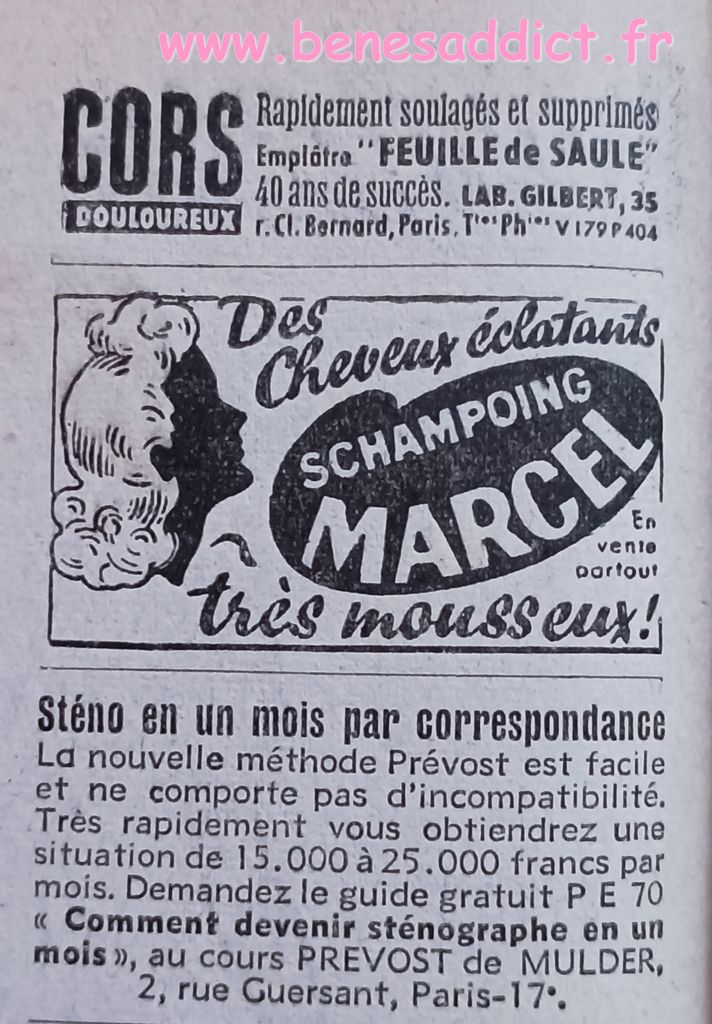 www.benesaddict.fr
CORS
DOULOUREUX
Rapidement soulagés et supprimés
Emplâtre "FEUILLE de SAULE"
40 ans de succès. LAB. GILBERT, 35
r. Cl. Bernard, Paris. Ttes Phies V 179 P 404
Des
Cheveux éclatants
SCHAMPOING
MARCEL
En
vente
partout
très mousseux!
Sténo en un mois par correspondance
La nouvelle méthode Prévost est facile
et ne comporte pas d'incompatibilité.
Très rapidement vous obtiendrez une
situation de 15.000 à 25.000 francs par
mois. Demandez le guide gratuit P E 70
« Comment devenir sténographe en un
mois », au cours PREVOST de MULDER,
2, rue Guersant, Paris-17e.